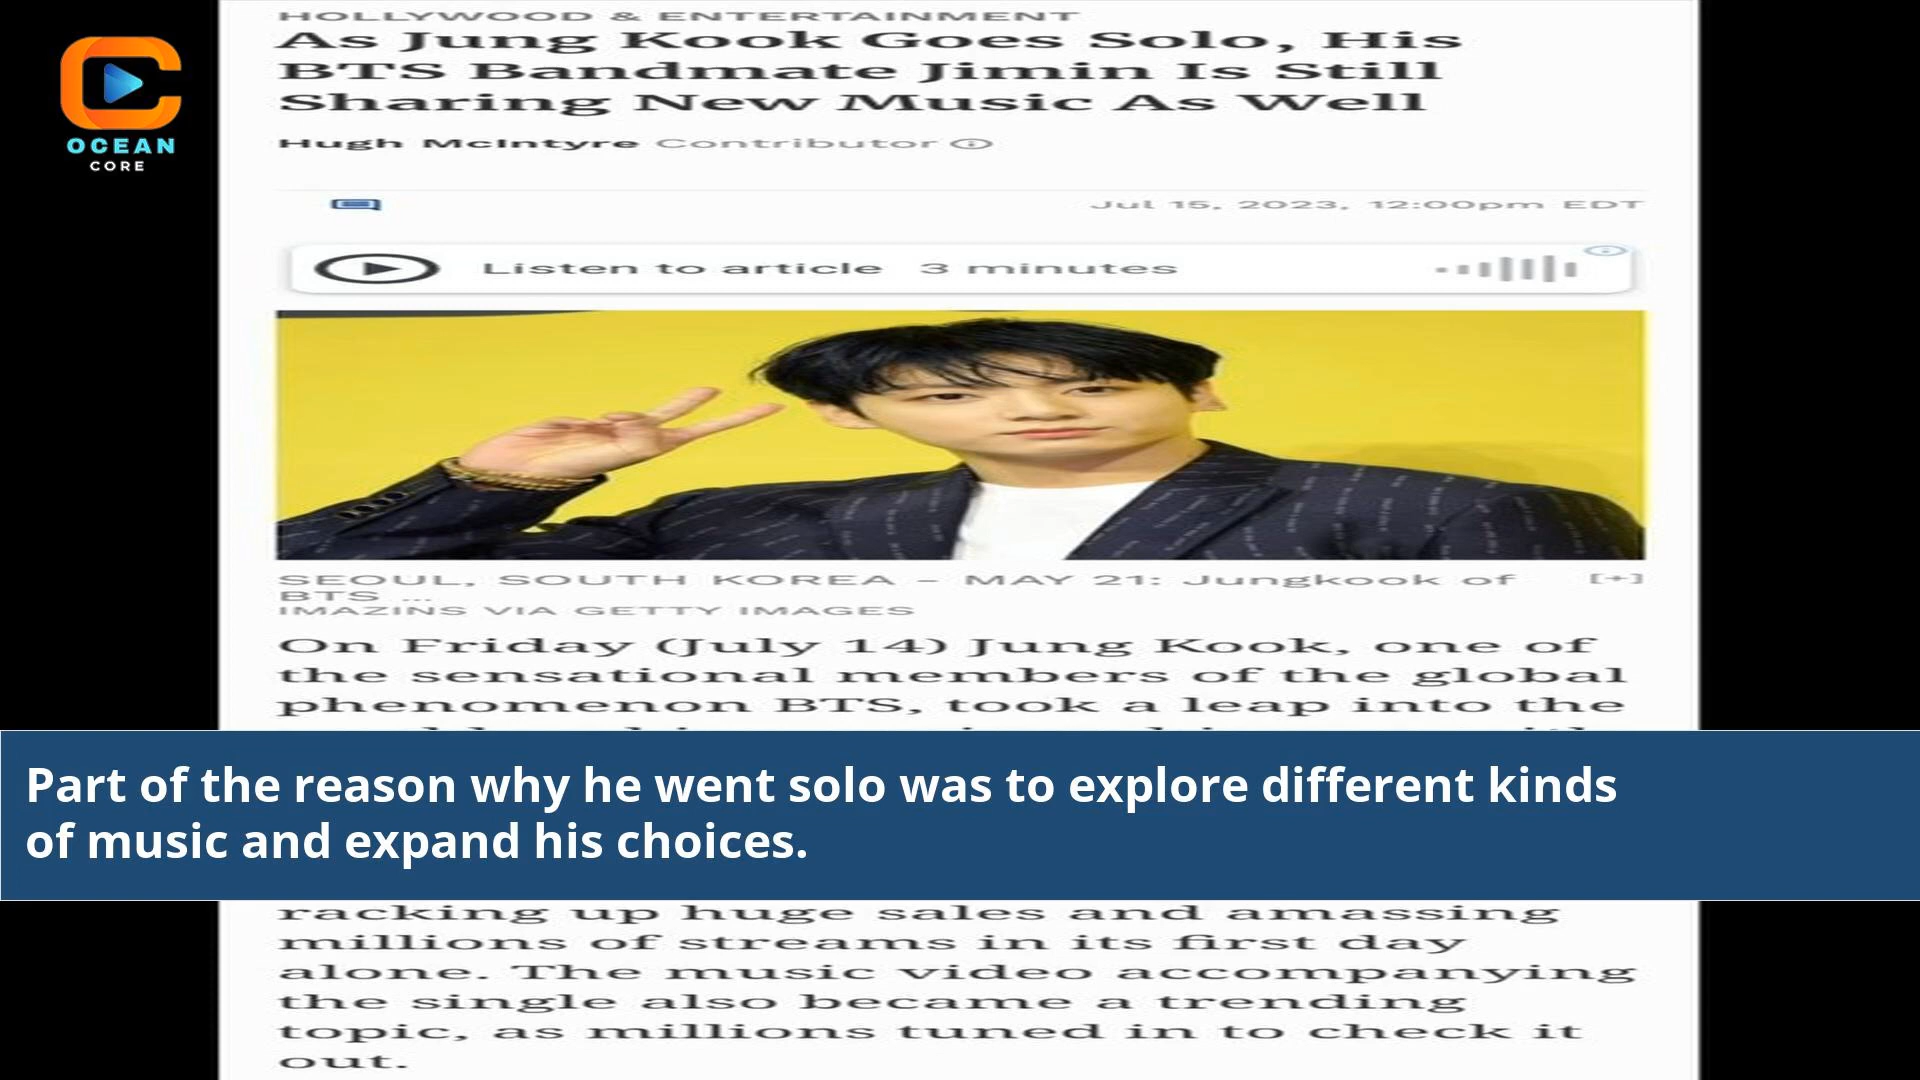 HOLLYWOOD & ENTERTAINMENT
As Jung Kook Goes Solo, His
BTS Bandmate Jimin Is Still
Sharing New Music As Well
OCEAN
CORE
Hugh McIntyre Contributor
Jul 15, 2023, 12:00pm EDT
Listen to article 3 minutes
SEOUL, SOUTH KOREA – MAY 21: Jungkook of [+]
BTS ...
IMAZINS VIA GETTY IMAGES
On Friday (July 14) Jung Kook, one of
the sensational members of the global
phenomenon BTS, took a leap into the
Part of the reason why he went solo was to explore different kinds
of music and expand his choices.
racking up huge sales and amassing
millions of streams in its first day
alone. The music video accompanying
the single also became a trending
topic, as millions tuned in to check it
out.